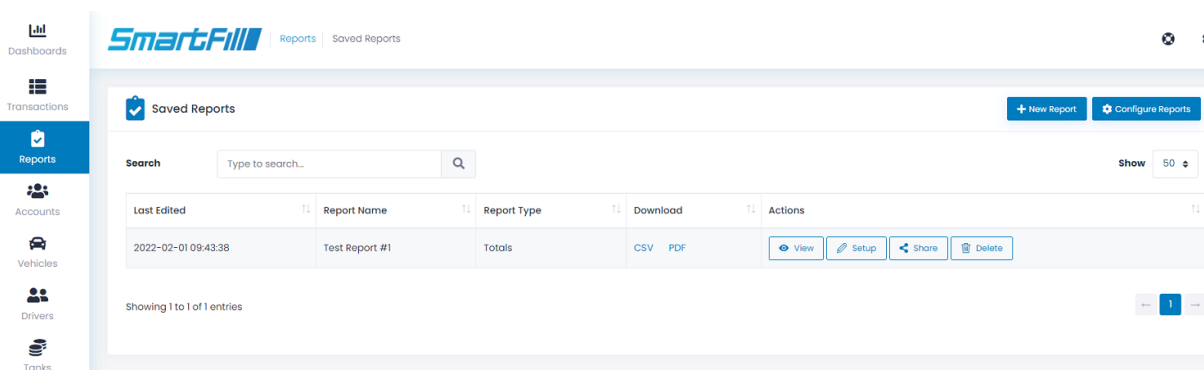 Dashboards
Transactions
Reports
Accounts
Vehicles
Drivers
Tanks
SmartFill
Reports Saved Reports
Saved Reports
New Report Configure Reports
Search Type to search... Show 50
Last Edited Report Name Report Type Download Actions
2022-02-01 09:43:38 Test Report #1 Totals CSV PDF View Setup Share Delete
Showing 1 to 1 of 1 entries
1